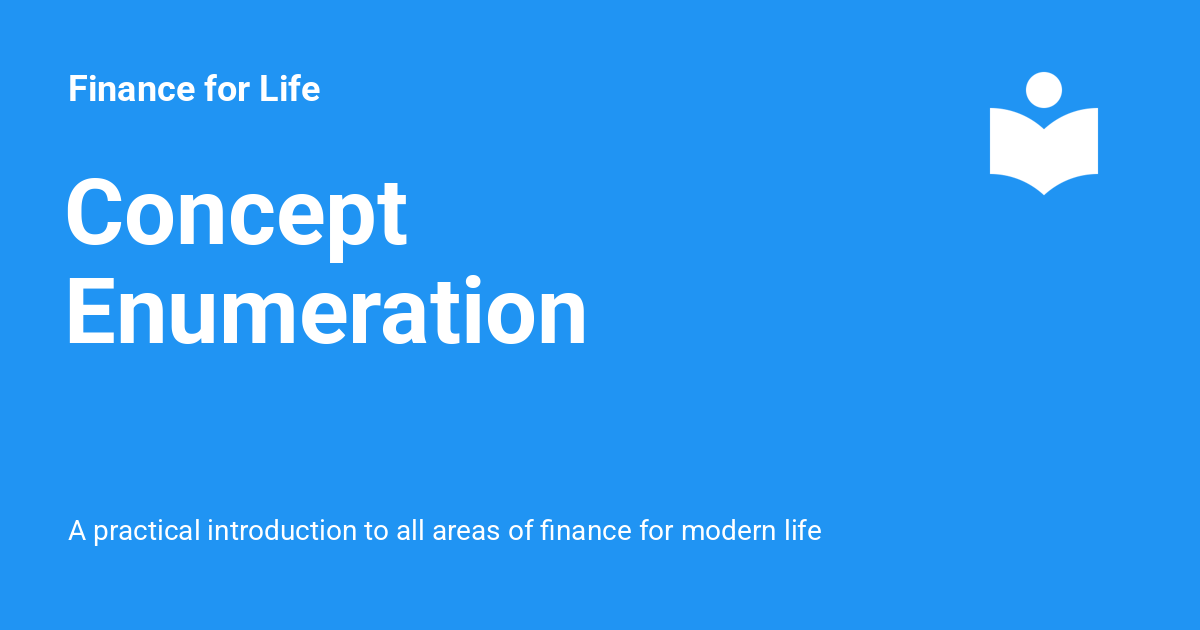 Finance for Life
Concept
Enumeration
A practical introduction to all areas of finance for modern life